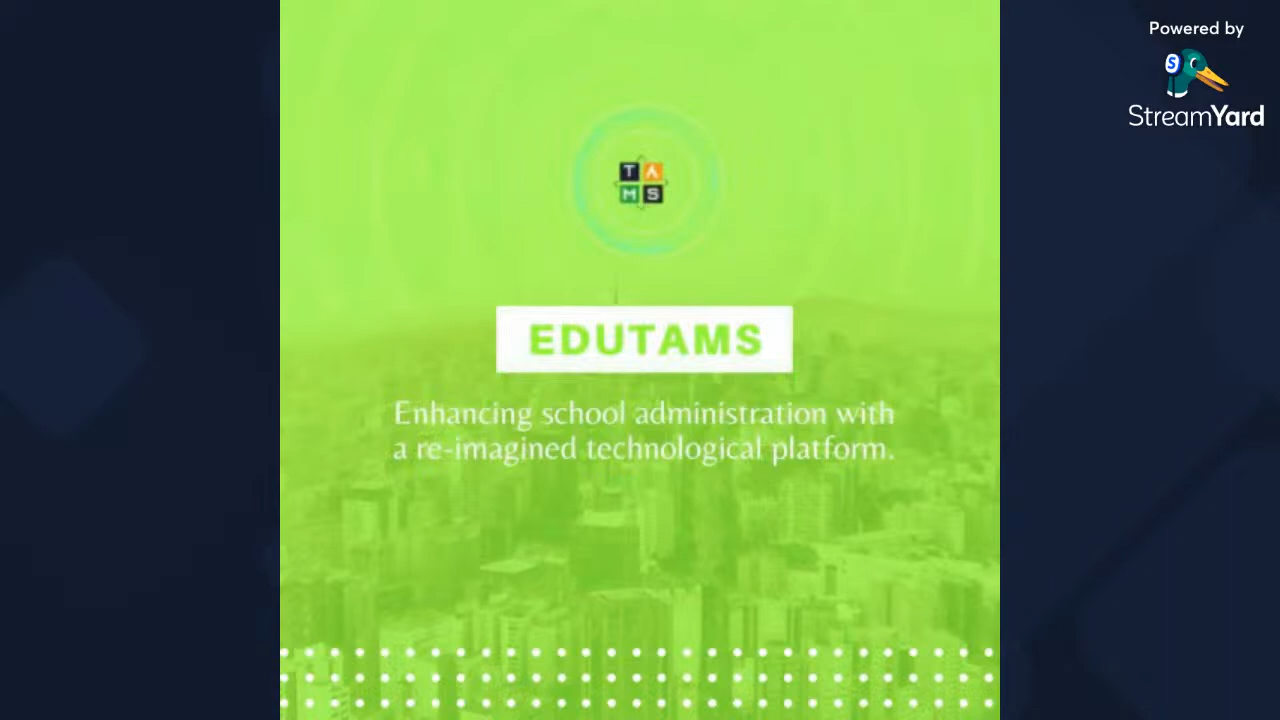 Powered by
StreamYard
T A
M S
EDUTAMS
Enhancing school administration with
a re-imagined technological platform.